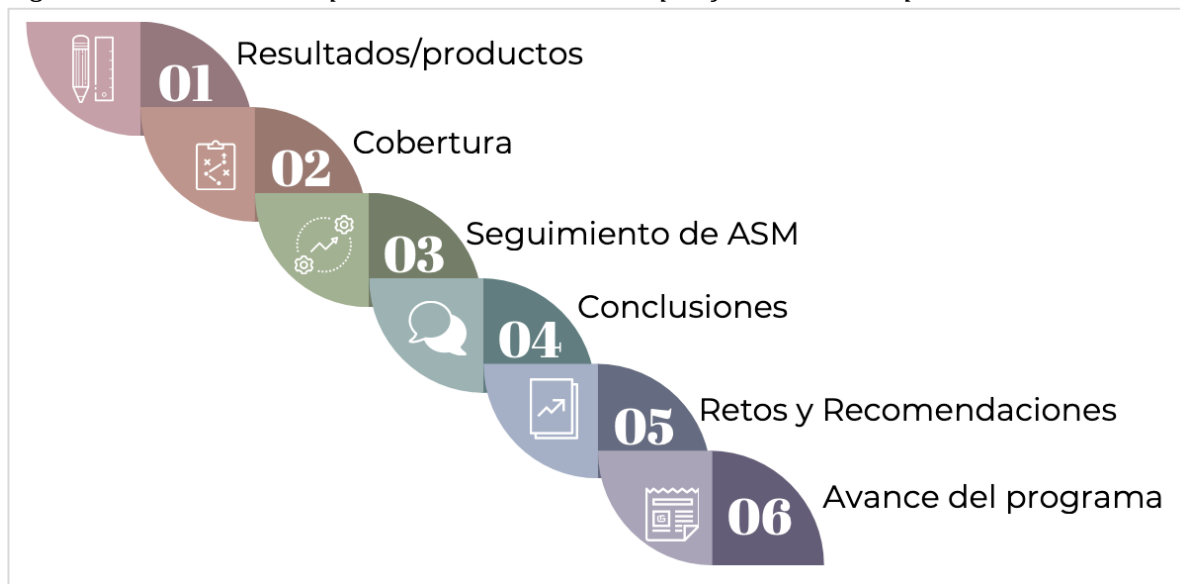 01
Resultados/productos
02
Cobertura
03
Seguimiento de ASM
04
Conclusiones
05
Retos y Recomendaciones
06
Avance del programa